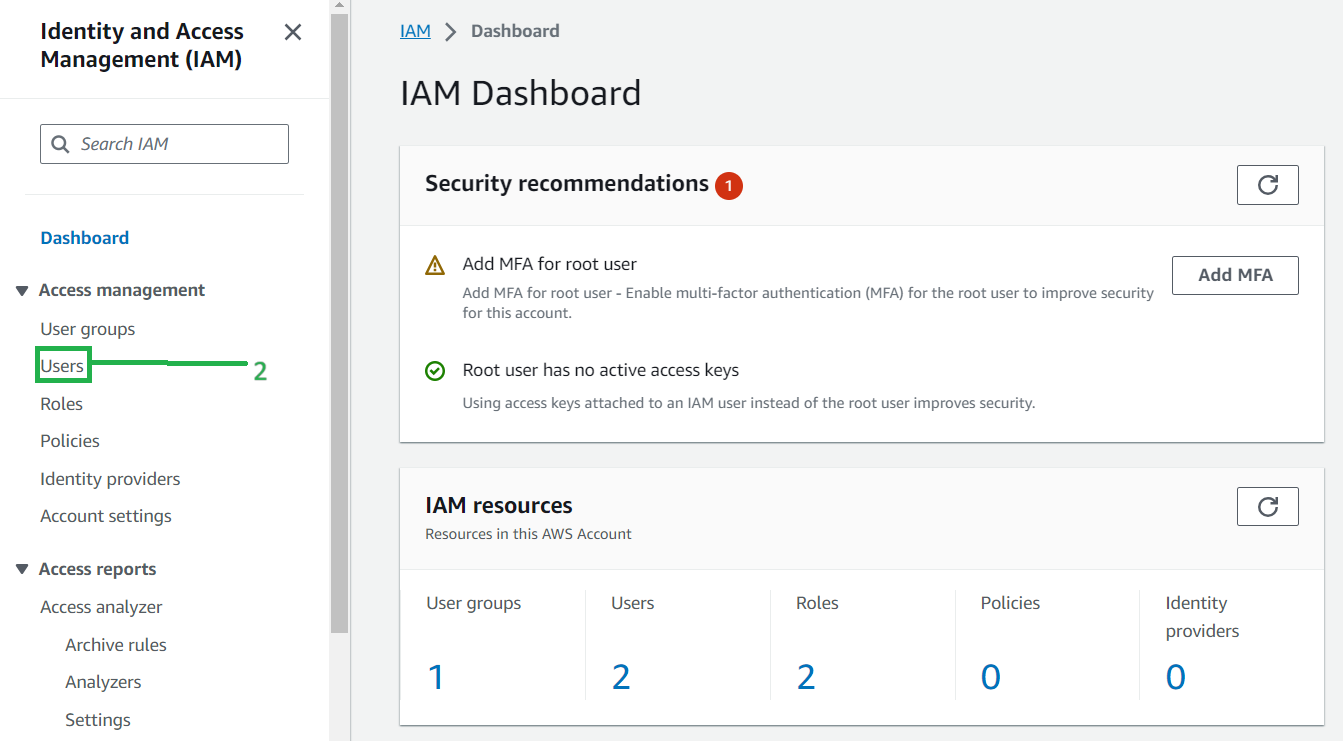 Identity and Access
Management (IAM)
Search IAM
Dashboard
Access management
User groups
Users
2
Roles
Policies
Identity providers
Account settings
Access reports
Access analyzer
Archive rules
Analyzers
Settings
IAM
Dashboard
IAM Dashboard
Security recommendations 1
Add MFA for root user
Add MFA for root user - Enable multi-factor authentication (MFA) for the root user to improve security
for this account.
Add MFA
Root user has no active access keys
Using access keys attached to an IAM user instead of the root user improves security.
IAM resources
Resources in this AWS Account
User groups
1
Users
2
Roles
2
Policies
0
Identity
providers
0